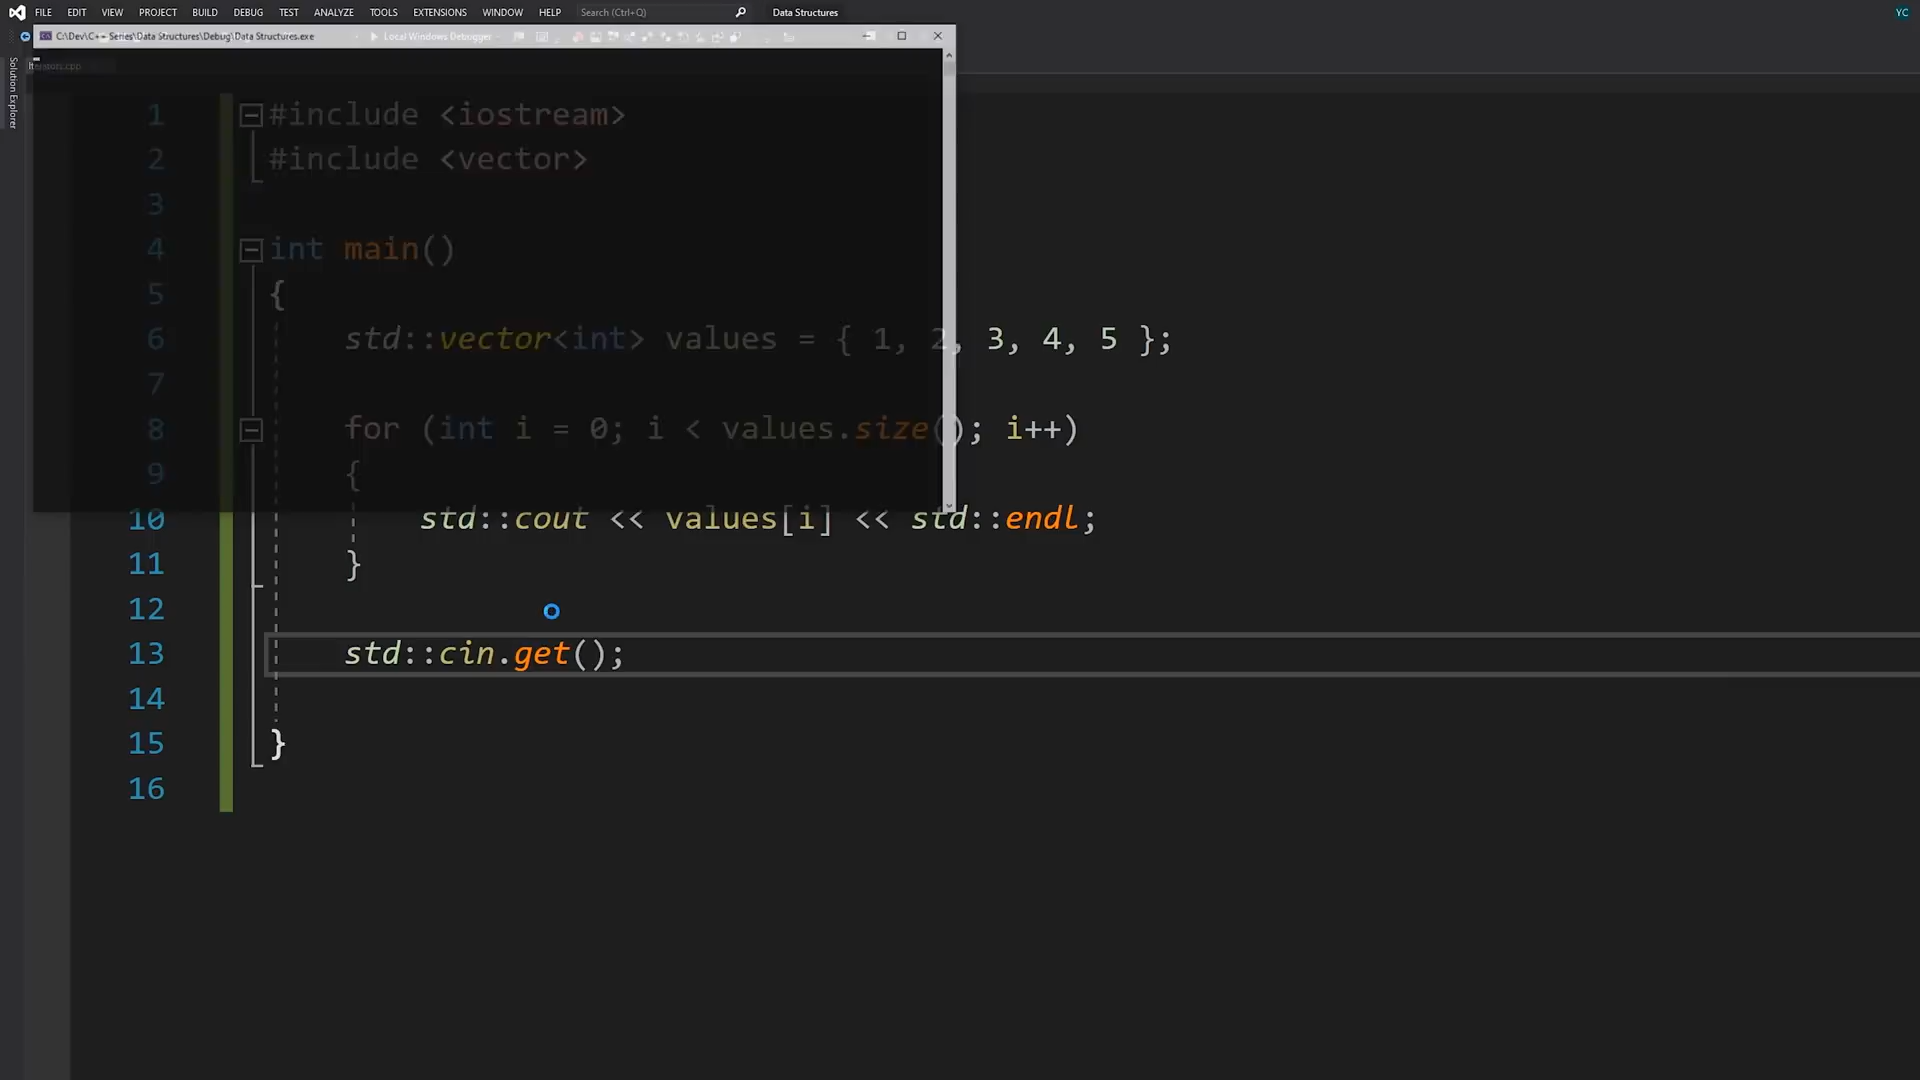 FILE EDIT VIEW PROJECT BUILD DEBUG TEST ANALYZE TOOLS EXTENSIONS WINDOW HELP Search (Ctrl+Q) Data Structures YC
C:\Dev\C++ Series\Data Structures\Debug\Data Structures.exe Local Windows Debugger
Solution Explorer
1 #include <iostream>
2 #include <vector>
3
4 int main()
5 {
6 std::vector<int> values = { 1, 2, 3, 4, 5 };
7
8 for (int i = 0; i < values.size(); i++)
9 {
10 std::cout << values[i] << std::endl;
11 }
12
13 std::cin.get();
14
15 }
16